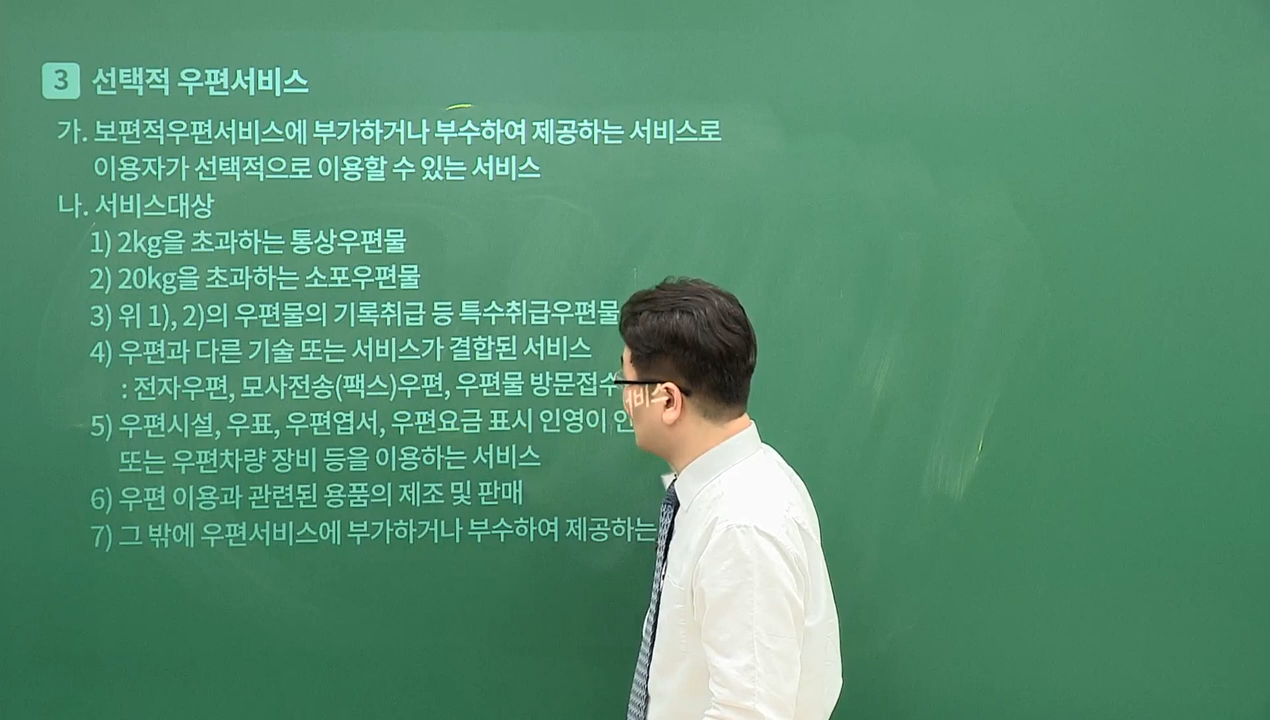 3 선택적 우편서비스
가. 보편적우편서비스에 부가하거나 부수하여 제공하는 서비스로
이용자가 선택적으로 이용할 수 있는 서비스
나. 서비스대상
1) 2kg을 초과하는 통상우편물
2) 20kg을 초과하는 소포우편물
3) 위 1), 2)의 우편물의 기록취급 등 특수취급우편물
4) 우편과 다른 기술 또는 서비스가 결합된 서비스
: 전자우편, 모사전송(팩스)우편, 우편물 방문접수
5) 우편시설, 우표, 우편엽서, 우편요금 표시 인영이
또는 우편차량 장비 등을 이용하는 서비스
6) 우편 이용과 관련된 용품의 제조 및 판매
7) 그 밖에 우편서비스에 부가하거나 부수하여 제공하는